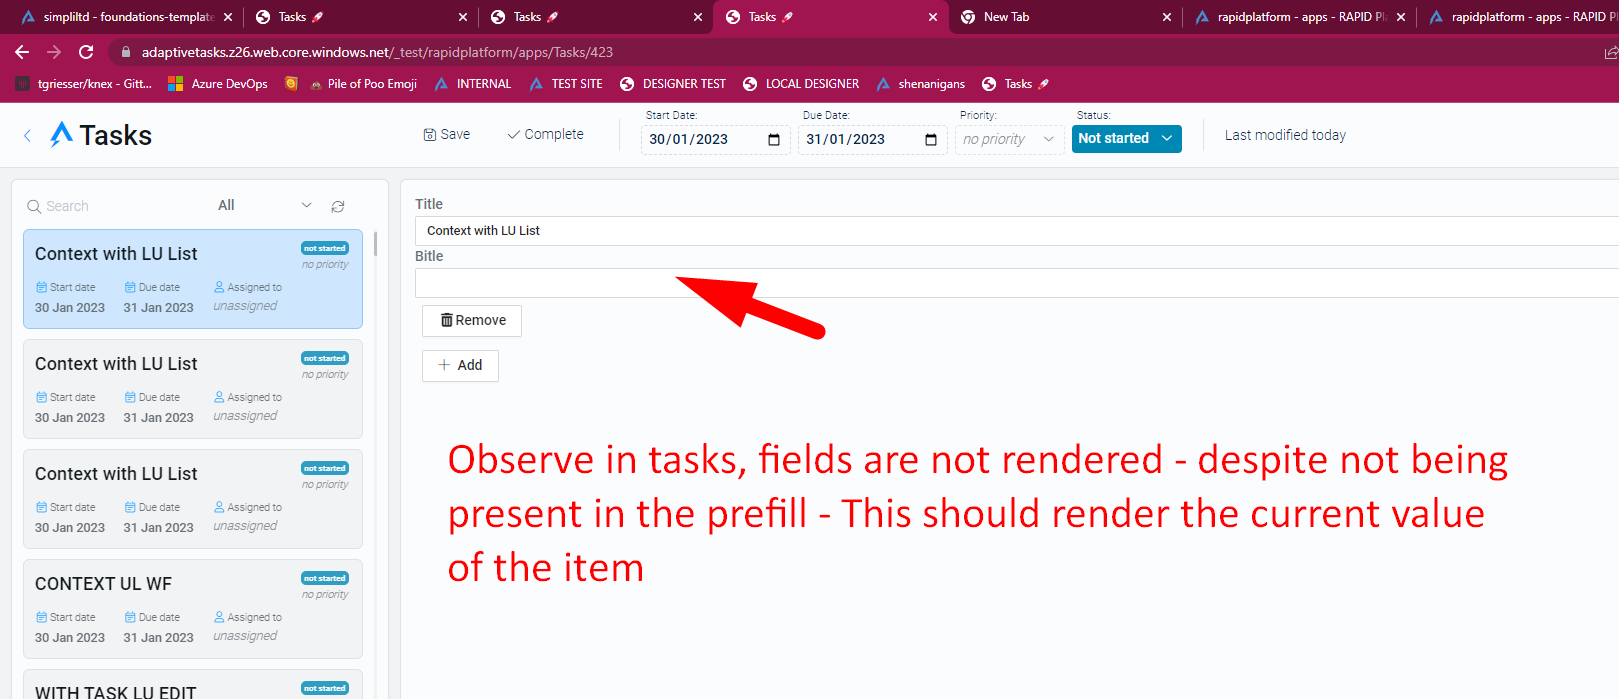 simpliltd - foundations-template
Tasks 🚀
Tasks 🚀
Tasks 🚀
New Tab
rapidplatform - apps - RAPID Pl
rapidplatform - apps - RAPID Pl
adaptivetasks.z26.web.core.windows.net/_test/rapidplatform/apps/Tasks/423
tgriesser/knex - Gitt...
Azure DevOps
Pile of Poo Emoji
INTERNAL
TEST SITE
DESIGNER TEST
LOCAL DESIGNER
shenanigans
Tasks 🚀
Tasks
Save
Complete
Start Date:
30/01/2023
Due Date:
31/01/2023
Priority:
no priority
Status:
Not started
Last modified today
Search
All
Context with LU List
not started
no priority
Start date
Due date
Assigned to
30 Jan 2023
31 Jan 2023
unassigned
Context with LU List
not started
no priority
Start date
Due date
Assigned to
30 Jan 2023
31 Jan 2023
unassigned
Context with LU List
not started
no priority
Start date
Due date
Assigned to
30 Jan 2023
31 Jan 2023
unassigned
CONTEXT UL WF
not started
no priority
Start date
Due date
Assigned to
30 Jan 2023
31 Jan 2023
unassigned
WITH TASK LU EDIT
not started
Title
Context with LU List
Bitle
Remove
Add
Observe in tasks, fields are not rendered - despite not being
present in the prefill - This should render the current value
of the item